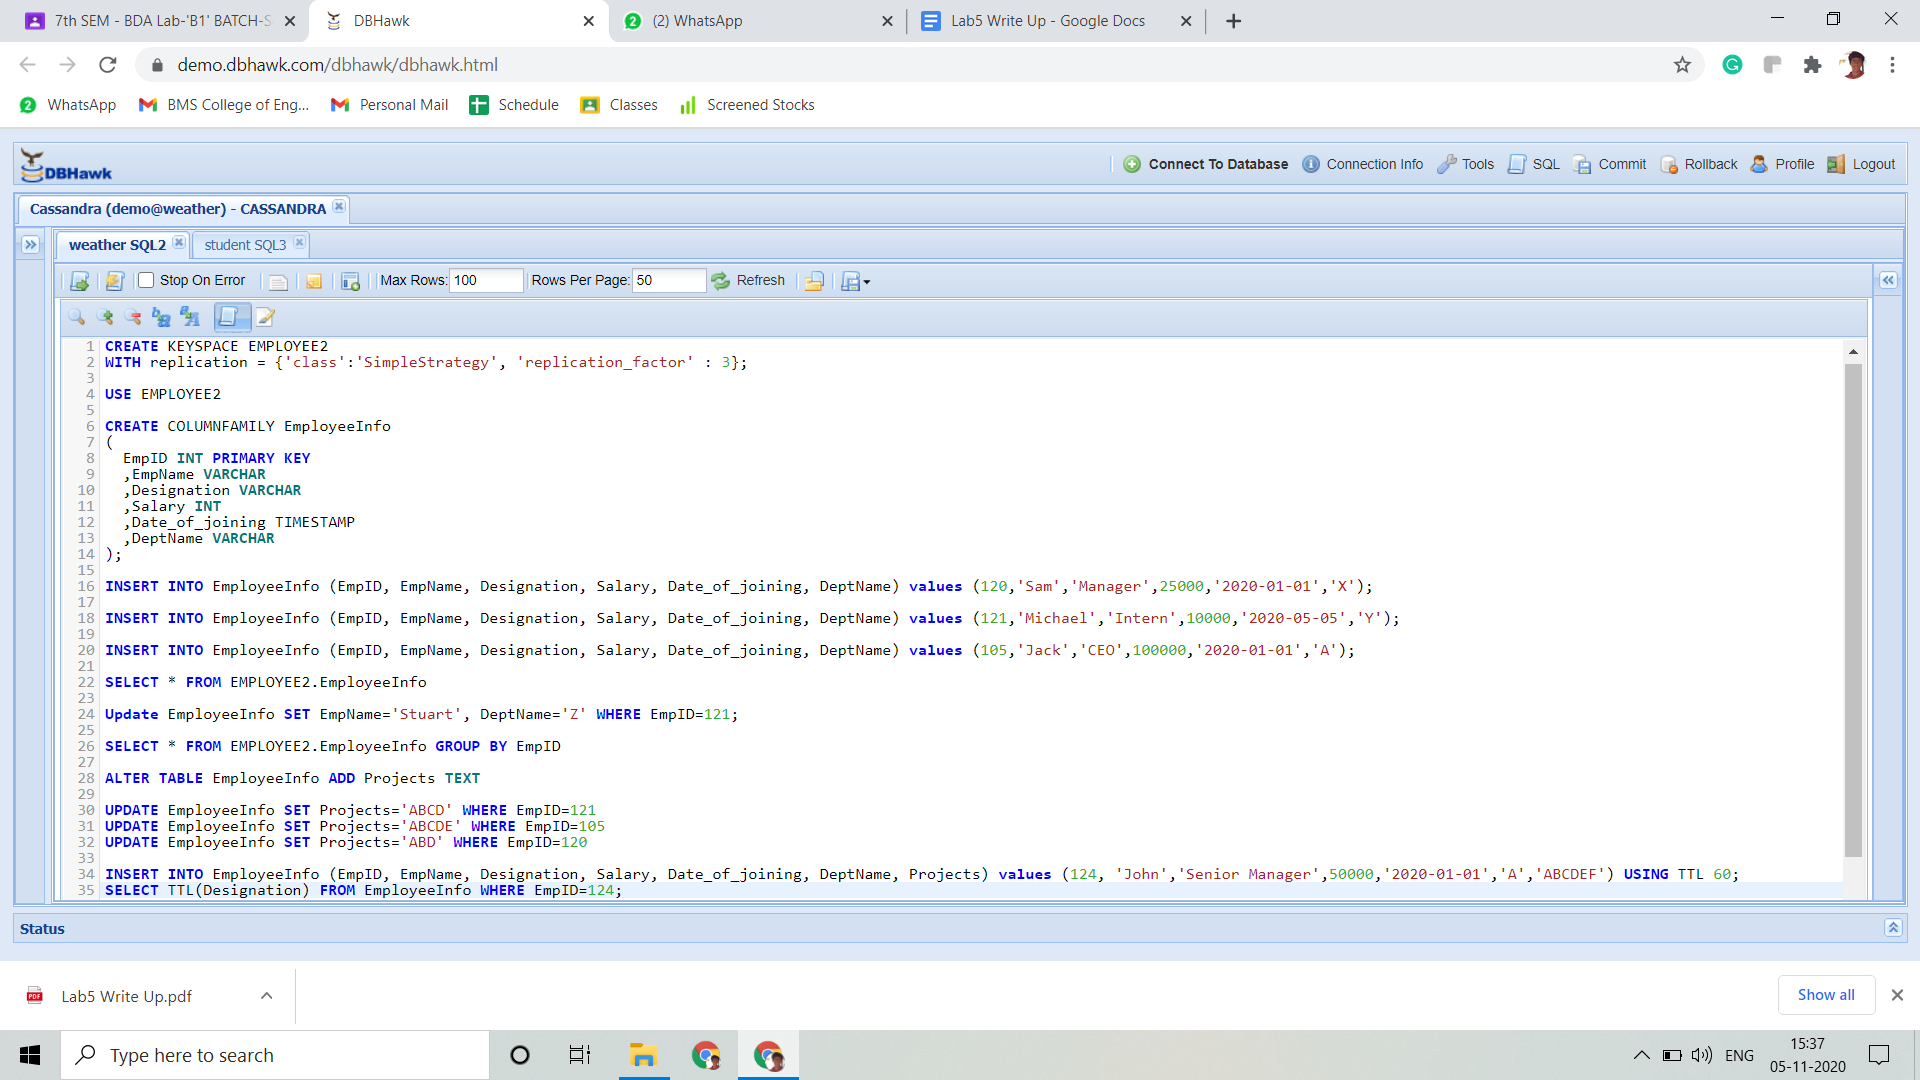 7th SEM - BDA Lab-'B1' BATCH-S
DBHawk
(2) WhatsApp
Lab5 Write Up - Google Docs
demo.dbhawk.com/dbhawk/dbhawk.html
2 WhatsApp
BMS College of Eng...
Personal Mail
Schedule
Classes
Screened Stocks
DBHawk
Connect To Database
Connection Info
Tools
SQL
Commit
Rollback
Profile
Logout
Cassandra (demo@weather) - CASSANDRA
weather SQL2
student SQL3
Stop On Error
Max Rows: 100
Rows Per Page: 50
Refresh
1 CREATE KEYSPACE EMPLOYEE2
2 WITH replication = {'class':'SimpleStrategy', 'replication_factor' : 3};
3
4 USE EMPLOYEE2
5
6 CREATE COLUMNFAMILY EmployeeInfo
7 (
8 EmpID INT PRIMARY KEY
9 ,EmpName VARCHAR
10 ,Designation VARCHAR
11 ,Salary INT
12 ,Date_of_joining TIMESTAMP
13 ,DeptName VARCHAR
14 );
15
16 INSERT INTO EmployeeInfo (EmpID, EmpName, Designation, Salary, Date_of_joining, DeptName) values (120,'Sam','Manager',25000,'2020-01-01','X');
17
18 INSERT INTO EmployeeInfo (EmpID, EmpName, Designation, Salary, Date_of_joining, DeptName) values (121,'Michael','Intern',10000,'2020-05-05','Y');
19
20 INSERT INTO EmployeeInfo (EmpID, EmpName, Designation, Salary, Date_of_joining, DeptName) values (105,'Jack','CEO',100000,'2020-01-01','A');
21
22 SELECT * FROM EMPLOYEE2.EmployeeInfo
23
24 Update EmployeeInfo SET EmpName='Stuart', DeptName='Z' WHERE EmpID=121;
25
26 SELECT * FROM EMPLOYEE2.EmployeeInfo GROUP BY EmpID
27
28 ALTER TABLE EmployeeInfo ADD Projects TEXT
29
30 UPDATE EmployeeInfo SET Projects='ABCD' WHERE EmpID=121
31 UPDATE EmployeeInfo SET Projects='ABCDE' WHERE EmpID=105
32 UPDATE EmployeeInfo SET Projects='ABD' WHERE EmpID=120
33
34 INSERT INTO EmployeeInfo (EmpID, EmpName, Designation, Salary, Date_of_joining, DeptName, Projects) values (124, 'John','Senior Manager',50000,'2020-01-01','A','ABCDEF') USING TTL 60;
35 SELECT TTL(Designation) FROM EmployeeInfo WHERE EmpID=124;
Status
Lab5 Write Up.pdf
Show all
Type here to search
ENG
15:37
05-11-2020